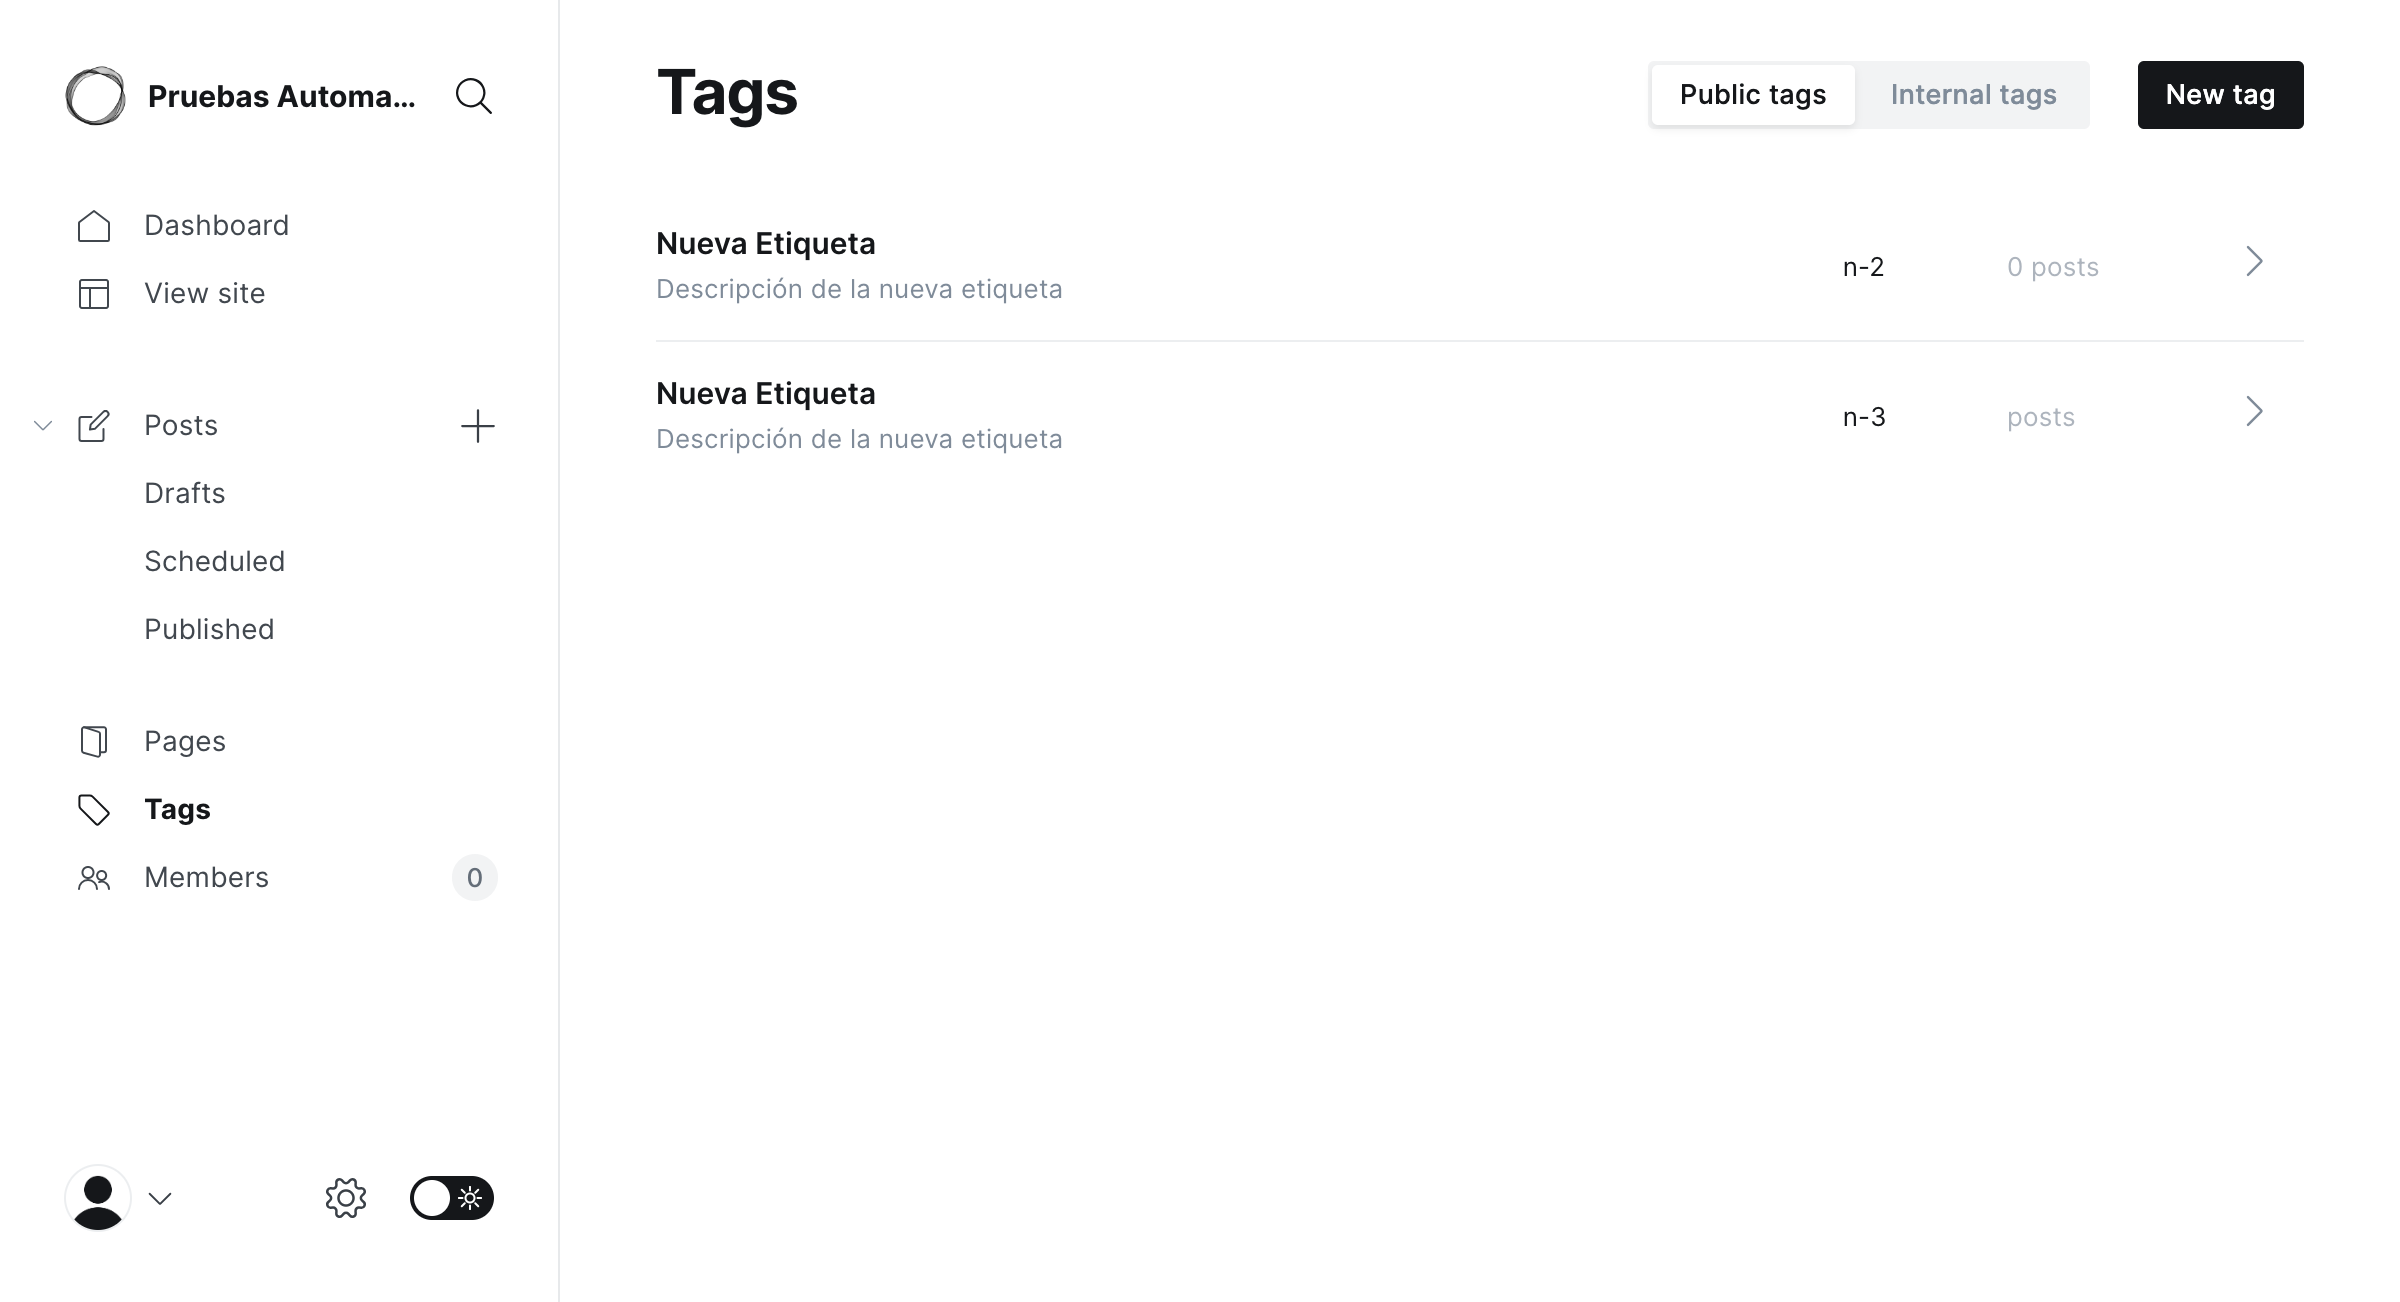 Pruebas Automa...
Dashboard
View site
Posts
Drafts
Scheduled
Published
Pages
Tags
Members 0
Tags
Public tags Internal tags New tag
Nueva Etiqueta
Descripción de la nueva etiqueta
n-2 0 posts
Nueva Etiqueta
Descripción de la nueva etiqueta
n-3 posts